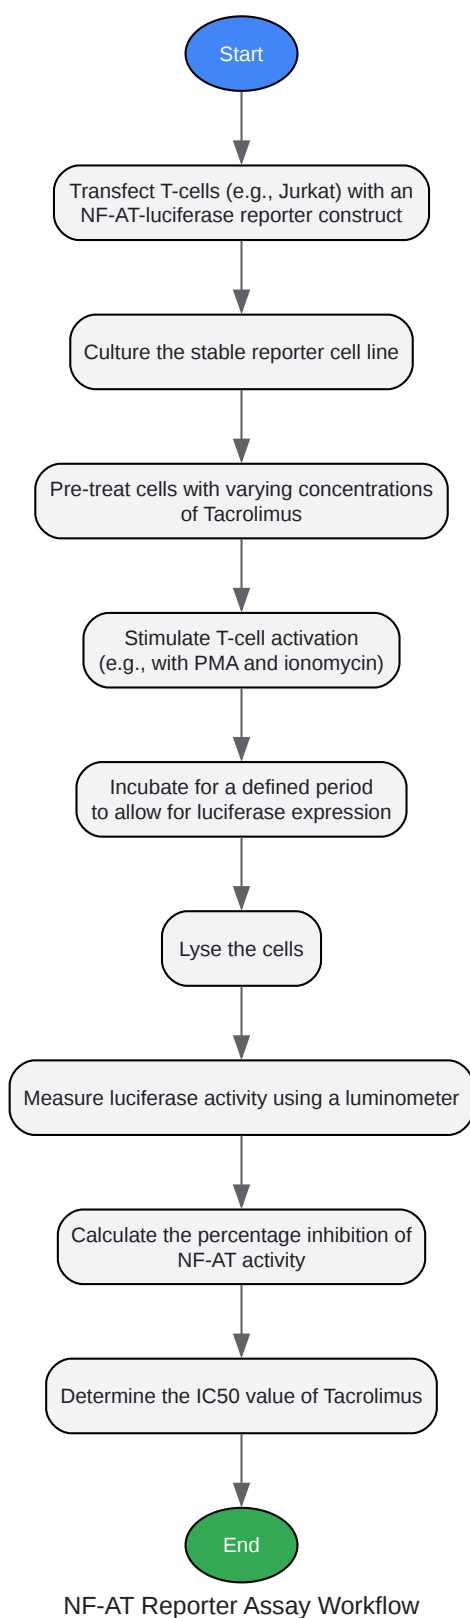 Start
Transfect T-cells (e.g., Jurkat) with an
NF-AT-luciferase reporter construct
Culture the stable reporter cell line
Pre-treat cells with varying concentrations
of Tacrolimus
Stimulate T-cell activation
(e.g., with PMA and ionomycin)
Incubate for a defined period
to allow for luciferase expression
Lyse the cells
Measure luciferase activity using a luminometer
Calculate the percentage inhibition of
NF-AT activity
Determine the IC50 value of Tacrolimus
End
NF-AT Reporter Assay Workflow